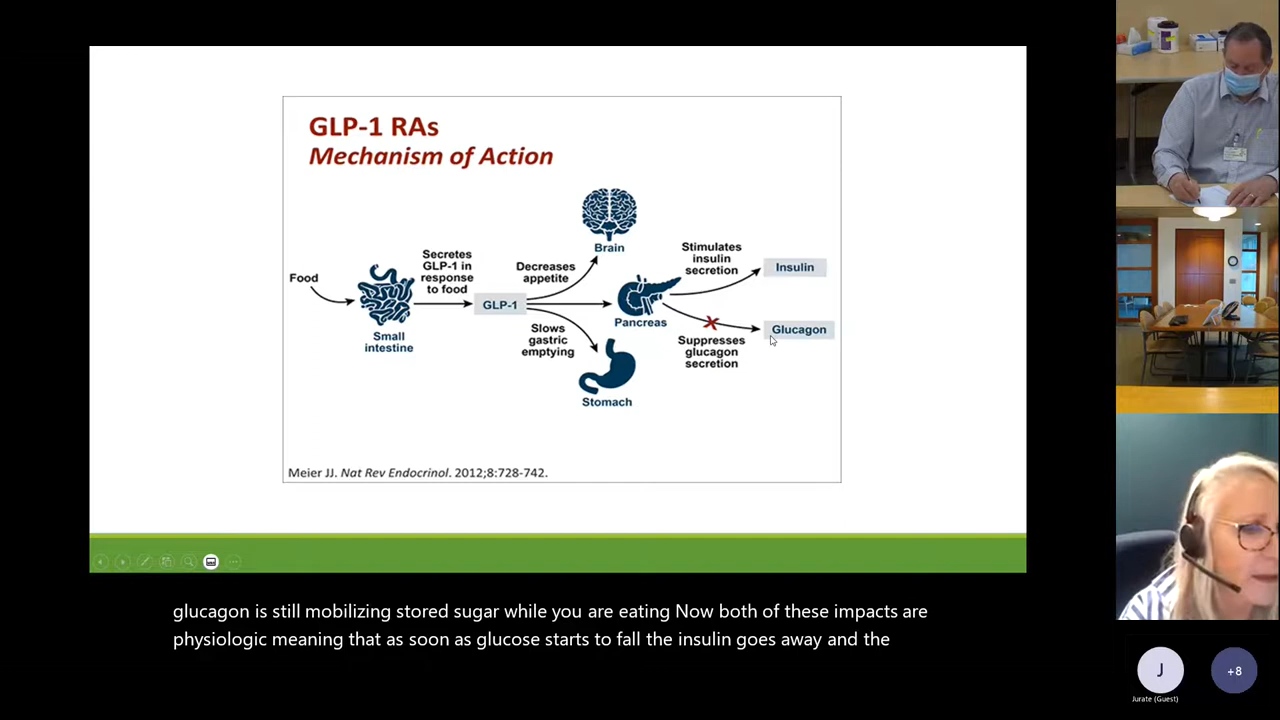 GLP-1 RAs
Mechanism of Action
Brain
Food
Secretes
GLP-1 in
response
to food
Small
intestine
GLP-1
Decreases
appetite
Slows
gastric
emptying
Stomach
Pancreas
Stimulates
insulin
secretion
Insulin
Suppresses
glucagon
secretion
Glucagon
Meier JJ. Nat Rev Endocrinol. 2012;8:728-742.
glucagon is still mobilizing stored sugar while you are eating Now both of these impacts are
physiologic meaning that as soon as glucose starts to fall the insulin goes away and the
J
+8
Jurate (Guest)